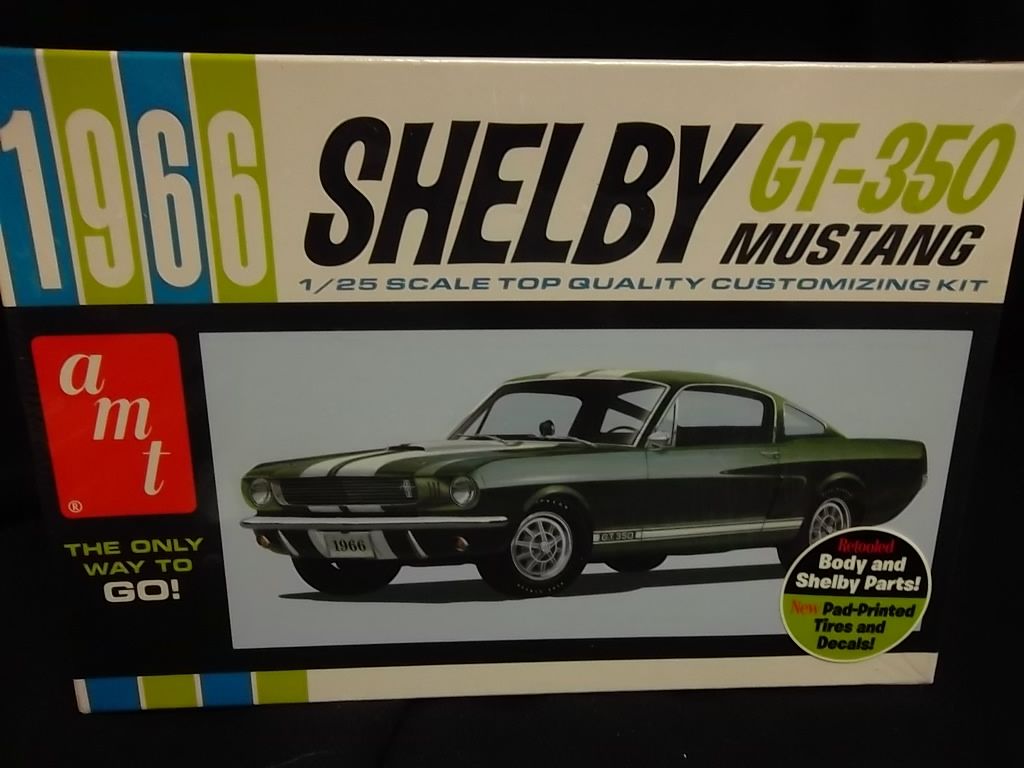 1966
SHELBY GT-350
MUSTANG
1/25 SCALE TOP QUALITY CUSTOMIZING KIT
amt
®
THE ONLY
WAY TO
GO!
1966
G.T. 350
Retooled
Body and
Shelby Parts!
New Pad-Printed
Tires and
Decals!